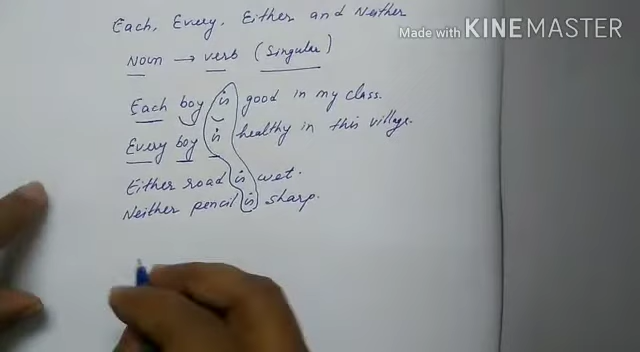 Each, Every, Either and Neither
Made with KINEMASTER
Noun → verb (Singular)
Each boy is good in my class.
Every boy is healthy in this village.
Either road is wet.
Neither pencil is sharp.